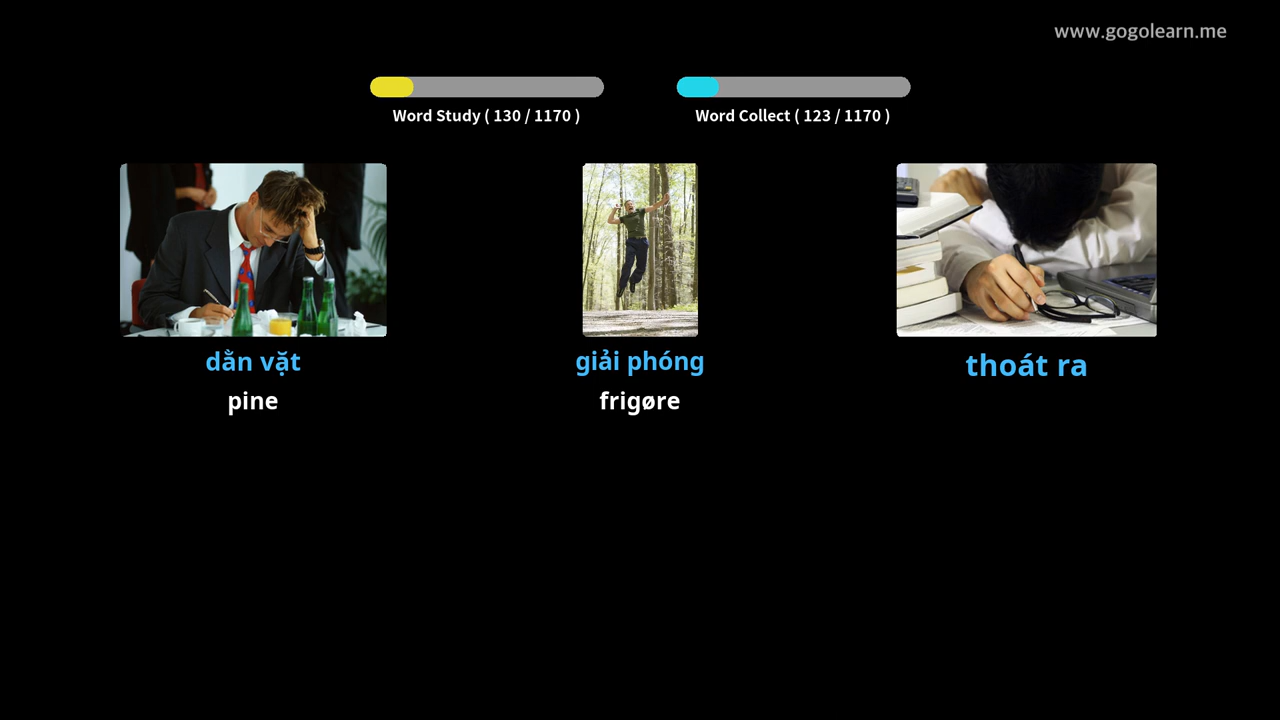 www.gogolearn.me
Word Study ( 130 / 1170 )
Word Collect ( 123 / 1170 )
dằn vặt
giải phóng
thoát ra
pine
frigøre